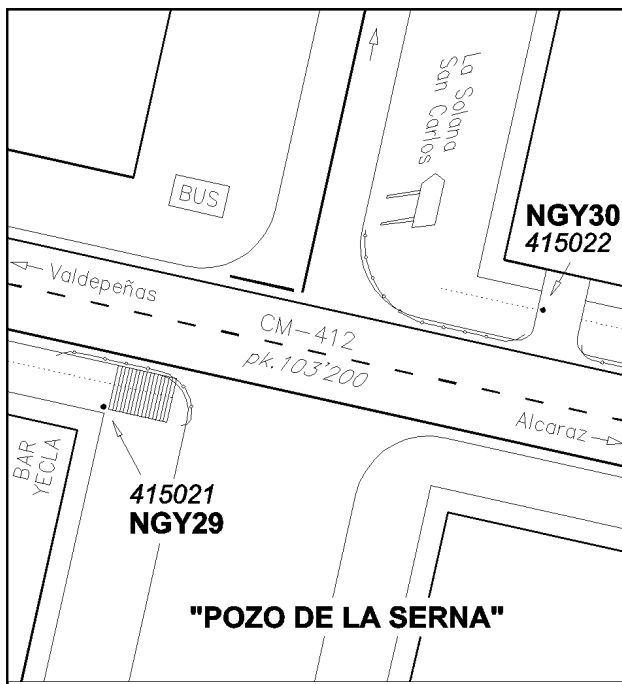 La Solana
San Carlos
BUS
NGY30
415022
Valdepeñas
CM-412
pk.103'200
Alcaraz
BAR
YECLA
415021
NGY29
"POZO DE LA SERNA"